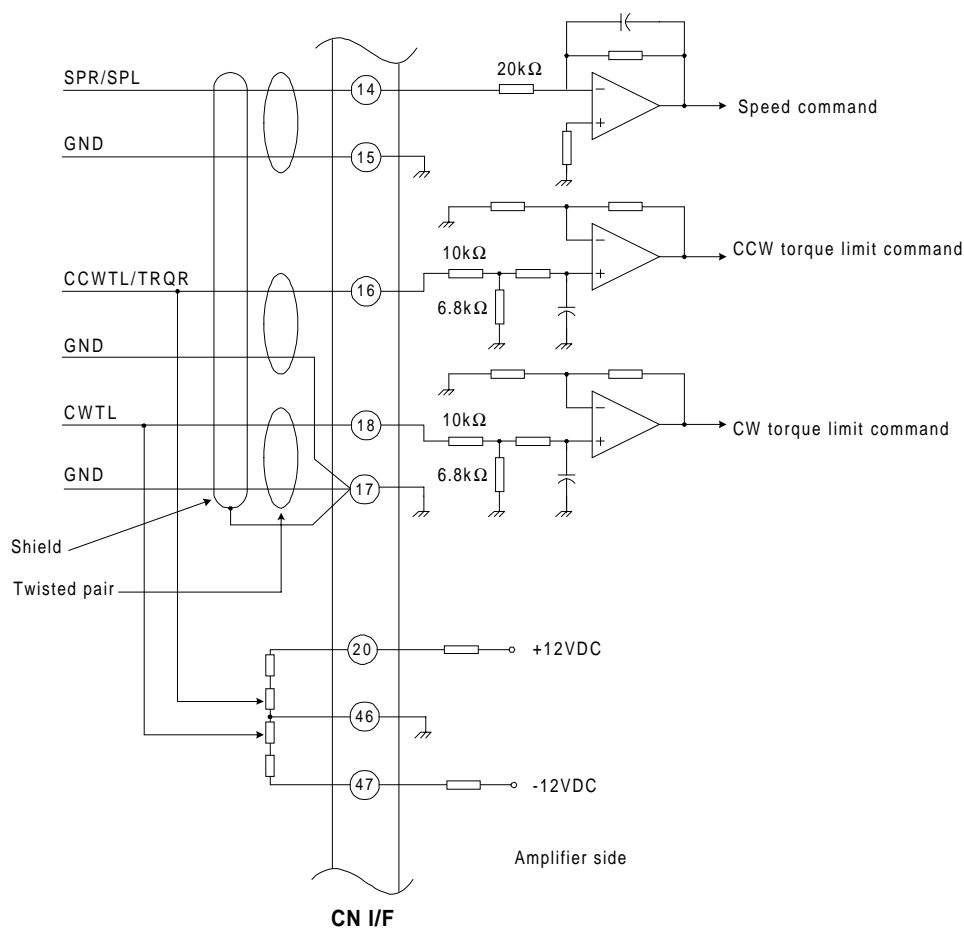 SPR/SPL
14
20kΩ
−
+
Speed command
GND
15
CCWTL/TRQR
16
10kΩ
6.8kΩ
−
+
CCW torque limit command
GND
CWTL
18
10kΩ
6.8kΩ
−
+
CW torque limit command
GND
17
Shield
Twisted pair
20
+12VDC
46
47
-12VDC
Amplifier side
CN I/F